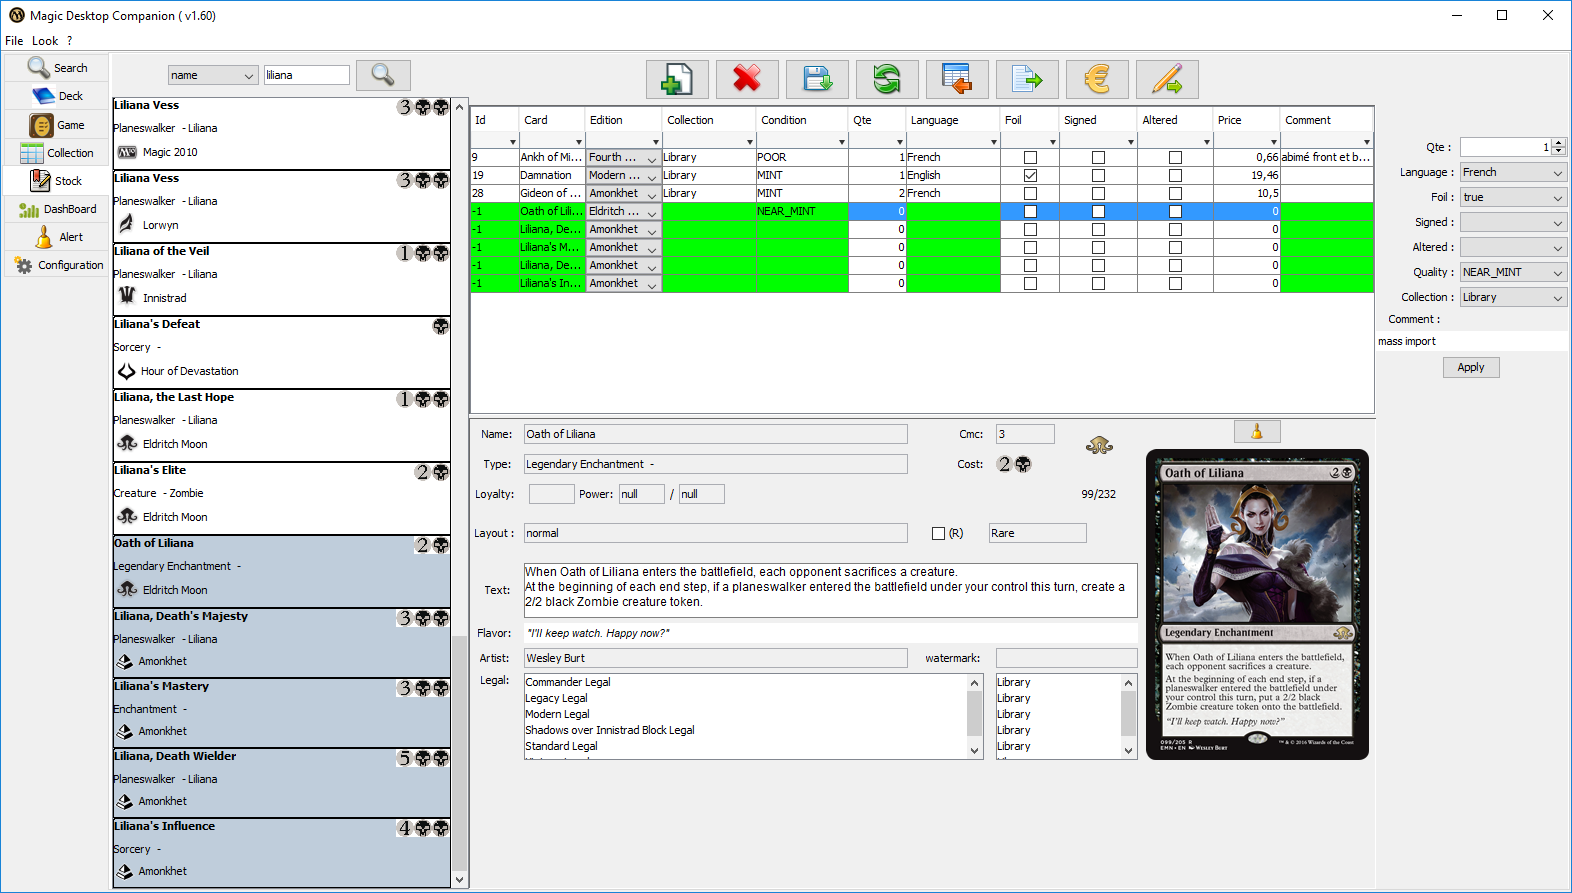 Magic Desktop Companion ( v1.60)
File Look ?
Search
Deck
Game
Collection
Stock
DashBoard
Alert
Configuration
name liliana
Liliana Vess 3
Planeswalker - Liliana
Magic 2010
Liliana Vess 3
Planeswalker - Liliana
Lorwyn
Liliana of the Veil 1
Planeswalker - Liliana
Innistrad
Liliana's Defeat
Sorcery -
Hour of Devastation
Liliana, the Last Hope 1
Planeswalker - Liliana
Eldritch Moon
Liliana's Elite 2
Creature - Zombie
Eldritch Moon
Oath of Liliana 2
Legendary Enchantment -
Eldritch Moon
Liliana, Death's Majesty 3
Planeswalker - Liliana
Amonkhet
Liliana's Mastery 3
Enchantment -
Amonkhet
Liliana, Death Wielder 5
Planeswalker - Liliana
Amonkhet
Liliana's Influence 4
Sorcery -
Amonkhet
Id Card Edition Collection Condition Qte Language Foil Signed Altered Price Comment
9 Ankh of Mi... Fourth ... Library POOR 1 French 0,66 abimé front et b...
19 Damnation Modern ... Library MINT 1 English 19,46
28 Gideon of ... Amonkhet Library MINT 2 French 10,5
-1 Oath of Lili... Eldritch ... NEAR_MINT 0 0
-1 Liliana, De... Amonkhet 0 0
-1 Liliana's M... Amonkhet 0 0
-1 Liliana, De... Amonkhet 0 0
-1 Liliana's In... Amonkhet 0 0
Qte : 1
Language : French
Foil : true
Signed :
Altered :
Quality : NEAR_MINT
Collection : Library
Comment :
mass import
Apply
Name: Oath of Liliana Cmc: 3
Type: Legendary Enchantment - Cost: 2
Loyalty: Power: null / null 99/232
Layout : normal (R) Rare
Text: When Oath of Liliana enters the battlefield, each opponent sacrifices a creature.
At the beginning of each end step, if a planeswalker entered the battlefield under your control this turn, create a
2/2 black Zombie creature token.
Flavor: "I'll keep watch. Happy now?"
Artist: Wesley Burt watermark:
Legal: Commander Legal Library
Legacy Legal Library
Modern Legal Library
Shadows over Innistrad Block Legal Library
Standard Legal Library
Oath of Liliana 2
Legendary Enchantment
When Oath of Liliana enters the battlefield,
each opponent sacrifices a creature.
At the beginning of each end step, if a
planeswalker entered the battlefield under
your control this turn, put a 2/2 black
Zombie creature token onto the battlefield.
“I'll keep watch. Happy now?”
099/205 R
EMN • EN Wesley Burt ™ & © 2016 Wizards of the Coast